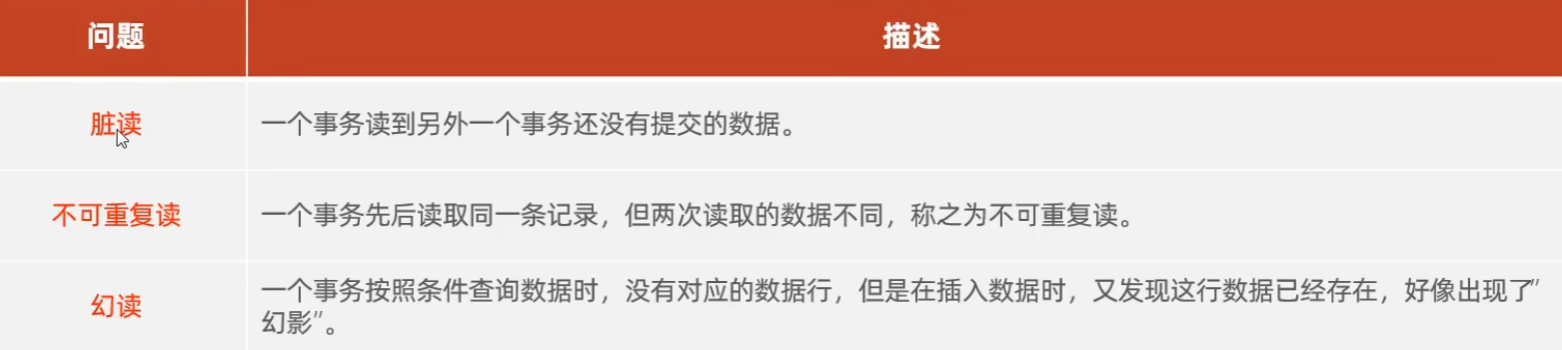 问题 描述
脏读 一个事务读到另外一个事务还没有提交的数据。
不可重复读 一个事务先后读取同一条记录，但两次读取的数据不同，称之为不可重复读。
幻读 一个事务按照条件查询数据时，没有对应的数据行，但是在插入数据时，又发现这行数据已经存在，好像出现了”
幻影”。